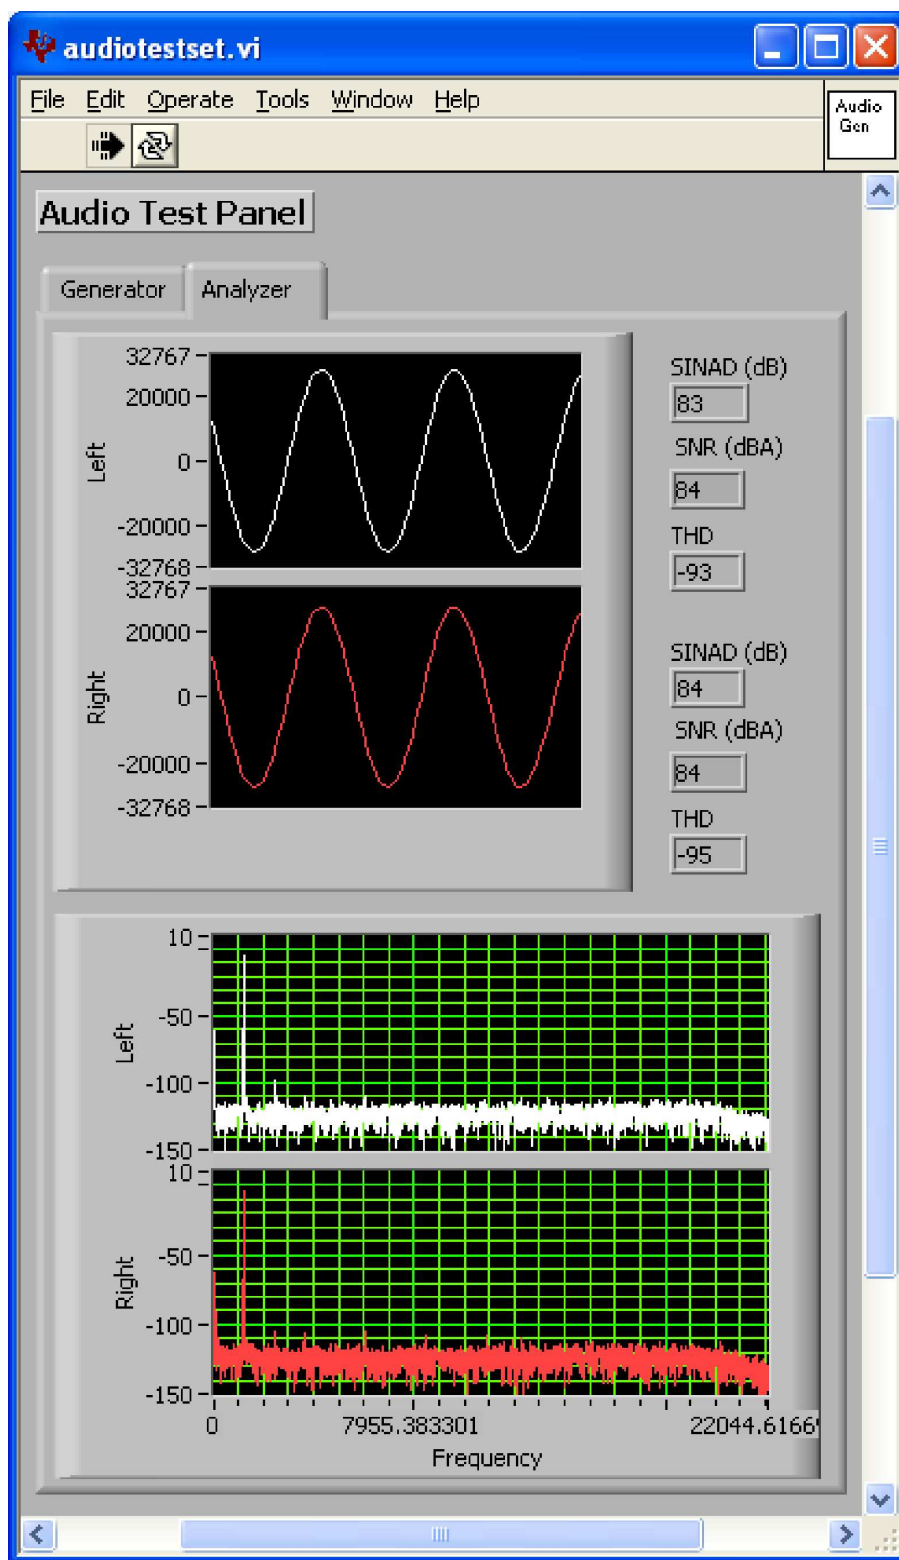 audiotestset.vi
File Edit Operate Tools Window Help
Audio
Gen
Audio Test Panel
Generator
Analyzer
32767
20000
0
-20000
-32768
Left
32767
20000
0
-20000
-32768
Right
SINAD (dB)
83
SNR (dBA)
84
THD
-93
SINAD (dB)
84
SNR (dBA)
84
THD
-95
10
-50
-100
-150
Left
10
-50
-100
-150
Right
0
7955.383301
22044.6166
Frequency